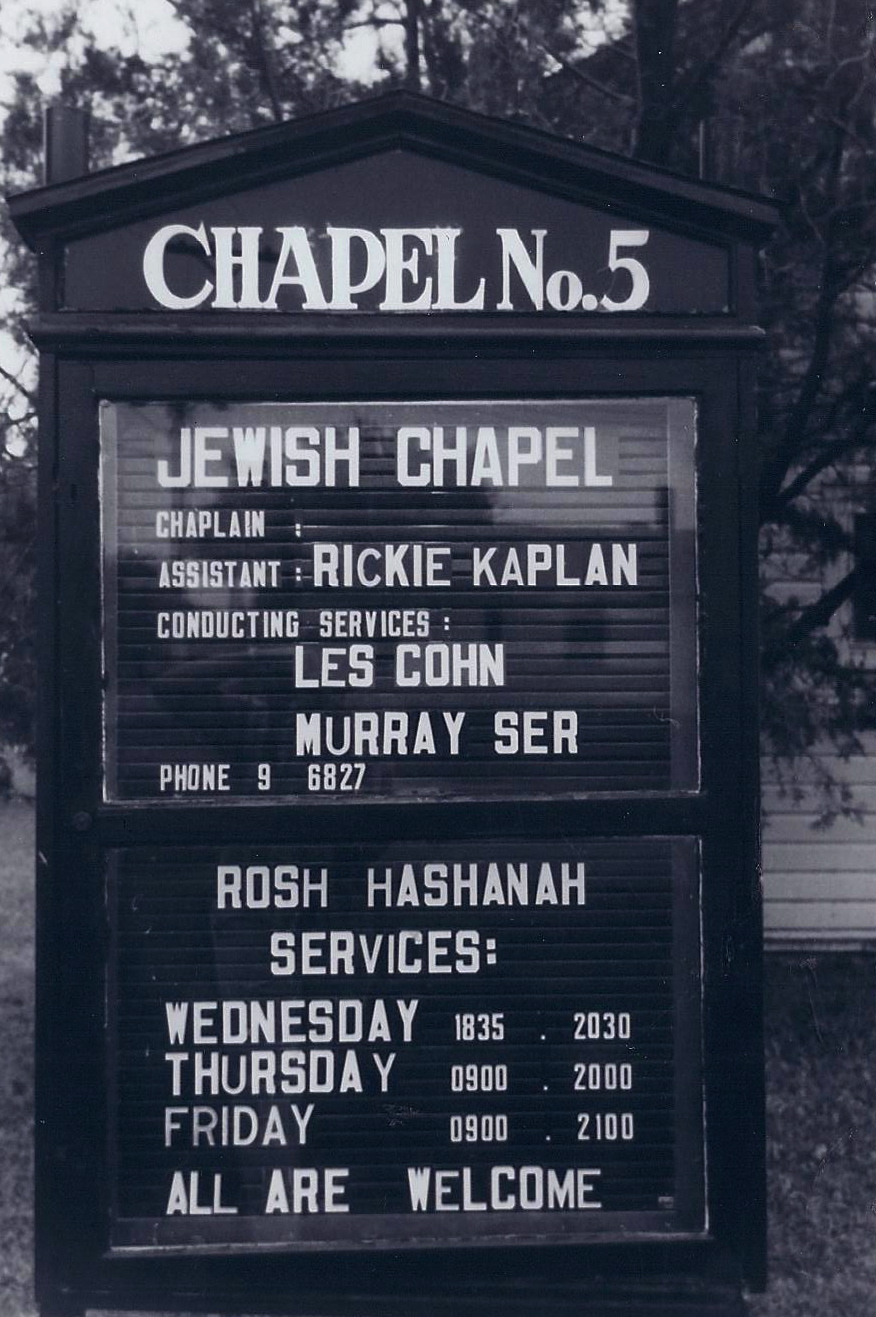 CHAPEL No.5
JEWISH CHAPEL
CHAPLAIN :
ASSISTANT : RICKIE KAPLAN
CONDUCTING SERVICES :
LES COHN
MURRAY SER
PHONE 9 6827
ROSH HASHANAH
SERVICES:
WEDNESDAY 1835 . 2030
THURSDAY 0900 . 2000
FRIDAY 0900 . 2100
ALL ARE WELCOME